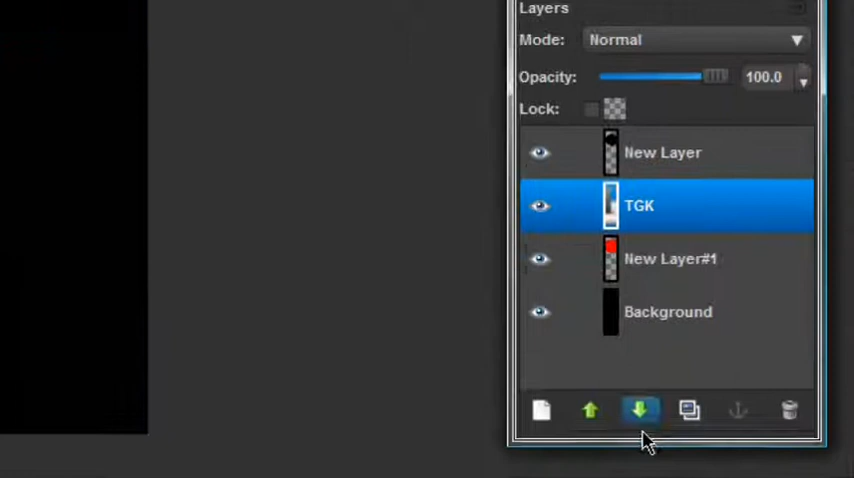 Layers
Mode: Normal
Opacity: 100.0
Lock:
New Layer
TGK
New Layer#1
Background